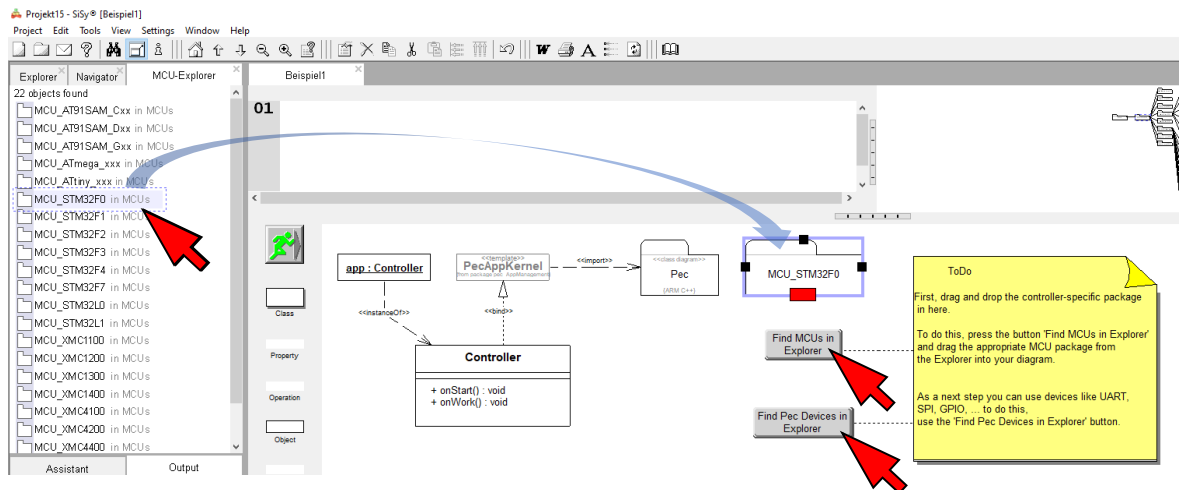 Projekt15 - SiSy® [Beispiel1]
Project Edit Tools View Settings Window Help
Explorer Navigator MCU-Explorer
22 objects found
MCU_AT91SAM_Cxx in MCUs
MCU_AT91SAM_Dxx in MCUs
MCU_AT91SAM_Gxx in MCUs
MCU_ATmega_xxx in MCUs
MCU_ATtiny_xxx in MCUs
MCU_STM32F0 in MCUs
MCU_STM32F1 in MCUs
MCU_STM32F2 in MCUs
MCU_STM32F3 in MCUs
MCU_STM32F4 in MCUs
MCU_STM32F7 in MCUs
MCU_STM32L0 in MCUs
MCU_STM32L1 in MCUs
MCU_XMC1100 in MCUs
MCU_XMC1200 in MCUs
MCU_XMC1300 in MCUs
MCU_XMC1400 in MCUs
MCU_XMC4100 in MCUs
MCU_XMC4200 in MCUs
MCU_XMC4400 in MCUs
Assistant Output
Beispiel1
01
Class
Property
Operation
Object
app : Controller
<<instanceOf>>
<<template>>
PecAppKernel
from package pec_AppManagement
<<bind>>
<<import>>
<<class diagram>>
Pec
{ARM C++}
MCU_STM32F0
Controller
+ onStart() : void
+ onWork() : void
Find MCUs in
Explorer
Find Pec Devices in
Explorer
ToDo
First, drag and drop the controller-specific package
in here.
To do this, press the button 'Find MCUs in Explorer'
and drag the appropriate MCU package from
the Explorer into your diagram.
As a next step you can use devices like UART,
SPI, GPIO, ... to do this,
use the 'Find Pec Devices in Explorer' button.